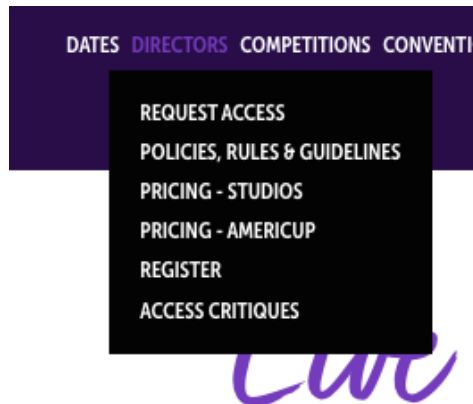 DATES DIRECTORS COMPETITIONS
REQUEST ACCESS
POLICIES, RULES & GUIDELINES
PRICING - STUDIOS
PRICING - AMERICUP
REGISTER
ACCESS CRITIQUES